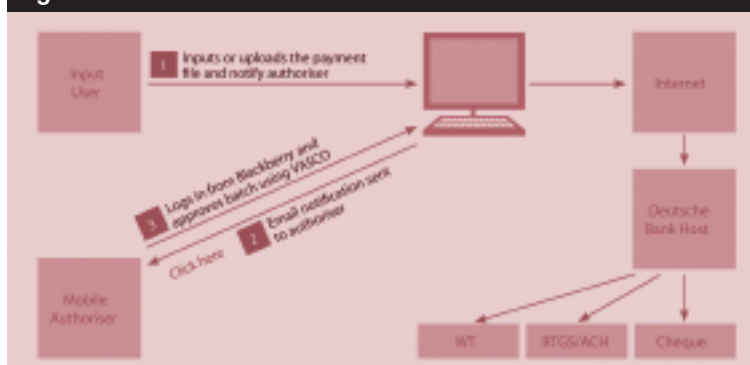 Input
User
1
Inputs or uploads the payment
file and notify authoriser
Internet
3
Logs in from Blackberry and
approves batch using VASCO
2
Email notification sent
to authoriser
Click here
Deutsche
Bank Host
Mobile
Authoriser
WT
RTGS/ACH
Cheque